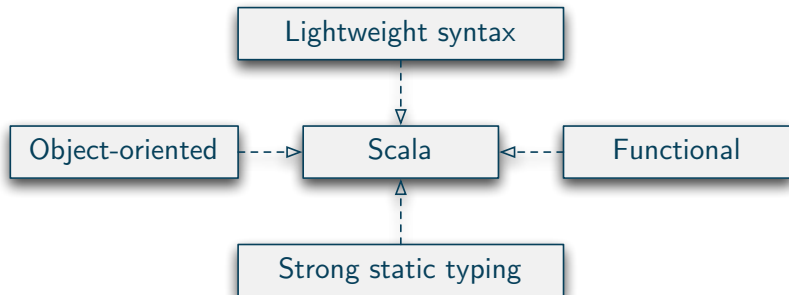 Lightweight syntax
Object-oriented
Scala
Functional
Strong static typing